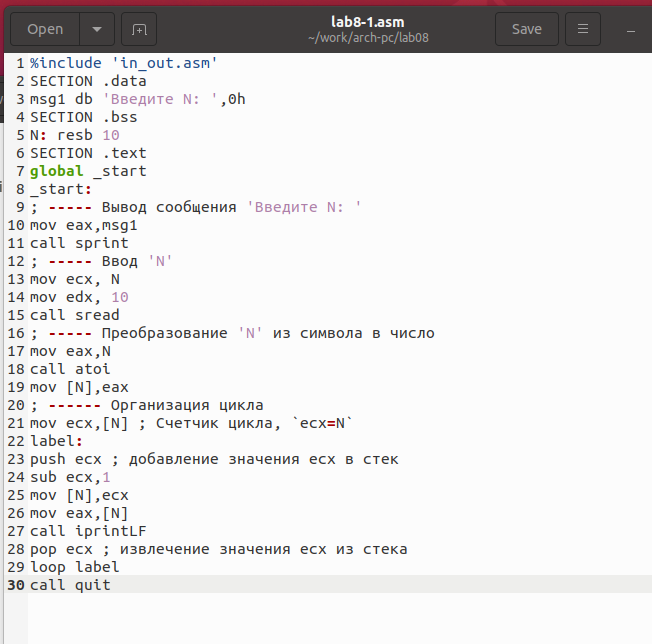 Open
lab8-1.asm
~/work/arch-pc/lab08
Save
1 %include 'in_out.asm'
2 SECTION .data
3 msg1 db 'Введите N: ',0h
4 SECTION .bss
5 N: resb 10
6 SECTION .text
7 global _start
8 _start:
9 ; ----- Вывод сообщения 'Введите N: '
10 mov eax,msg1
11 call sprint
12 ; ----- Ввод 'N'
13 mov ecx, N
14 mov edx, 10
15 call sread
16 ; ----- Преобразование 'N' из символа в число
17 mov eax,N
18 call atoi
19 mov [N],eax
20 ; ------ Организация цикла
21 mov ecx,[N] ; Счетчик цикла, `ecx=N`
22 label:
23 push ecx ; добавление значения ecx в стек
24 sub ecx,1
25 mov [N],ecx
26 mov eax,[N]
27 call iprintLF
28 pop ecx ; извлечение значения ecx из стека
29 loop label
30 call quit